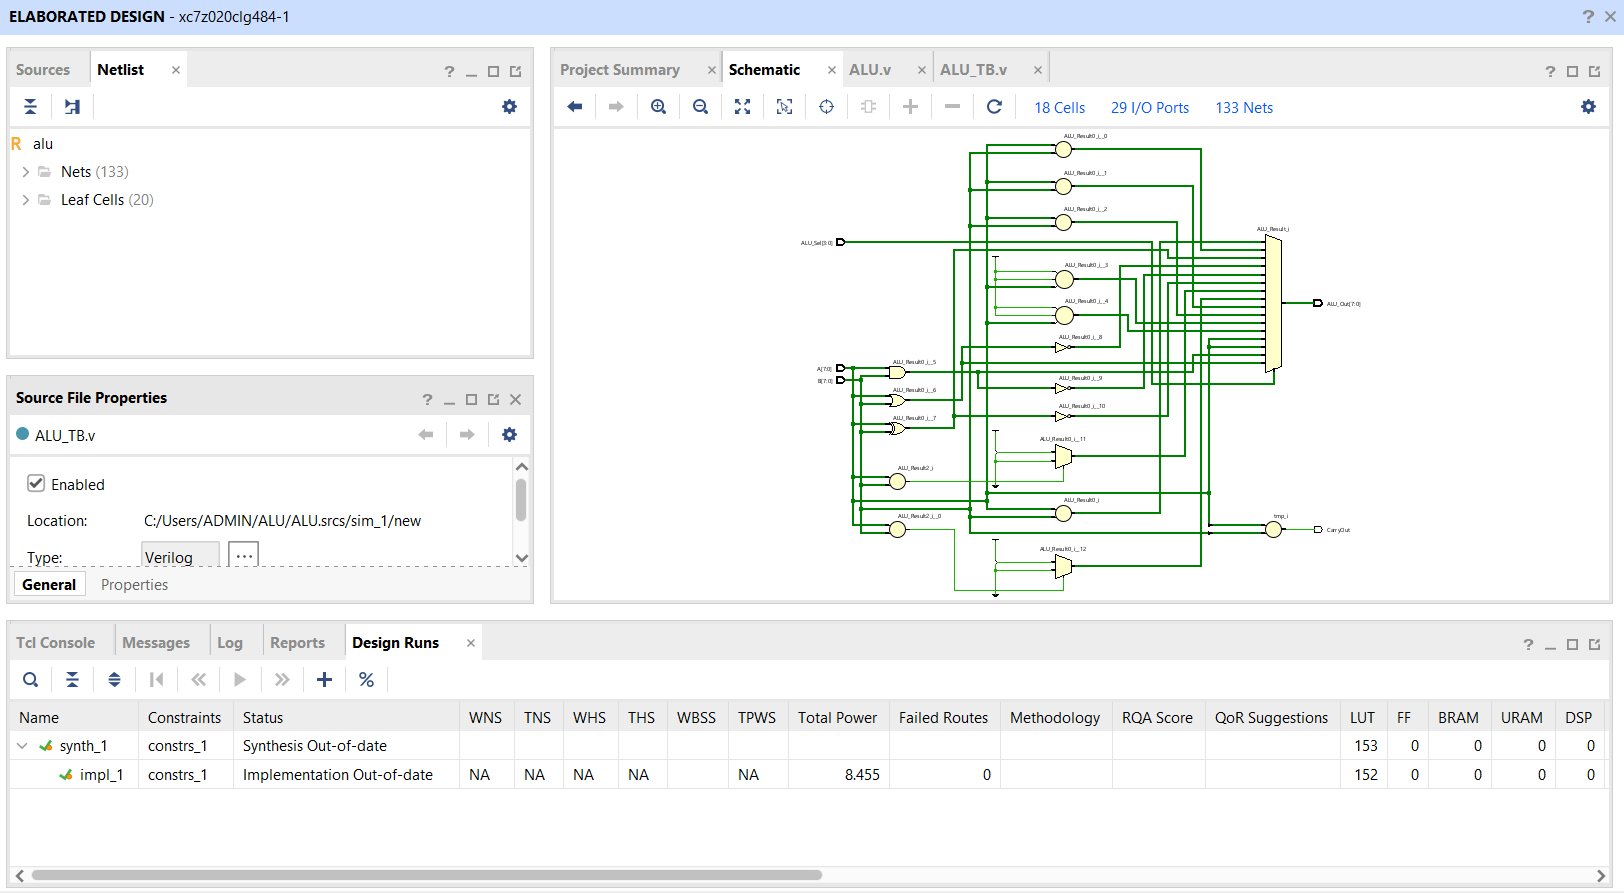 ELABORATED DESIGN - xc7z020clg484-1
Sources
Netlist
alu
Nets (133)
Leaf Cells (20)
Source File Properties
ALU_TB.v
Enabled
Location: C:/Users/ADMIN/ALU/ALU.srcs/sim_1/new
Type: Verilog
General Properties
Project Summary
Schematic
ALU.v
ALU_TB.v
18 Cells 29 I/O Ports 133 Nets
ALU_Result0_i__0
ALU_Result0_i__1
ALU_Result0_i__2
ALU_Result_i
ALU_Sel[3:0]
ALU_Result0_i__3
ALU_Result0_i__4
ALU_Out[7:0]
ALU_Result0_i__8
ALU_Result0_i__5
A[7:0]
B[7:0]
ALU_Result0_i__9
ALU_Result0_i__6
ALU_Result0_i__10
ALU_Result0_i__7
ALU_Result0_i__11
ALU_Result2_i
ALU_Result0_i
ALU_Result2_i__0
tmp_i
CarryOut
ALU_Result0_i__12
Tcl Console Messages Log Reports Design Runs
Name Constraints Status WNS TNS WHS THS WBSS TPWS Total Power Failed Routes Methodology RQA Score QoR Suggestions LUT FF BRAM URAM DSP
synth_1 constrs_1 Synthesis Out-of-date 153 0 0 0 0
impl_1 constrs_1 Implementation Out-of-date NA NA NA NA NA 8.455 0 152 0 0 0 0